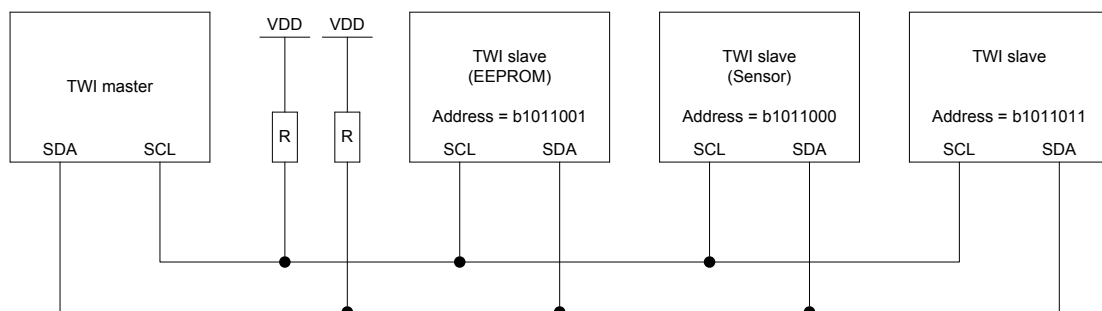 VDD VDD
TWI master
SDA SCL
R R
TWI slave
(EEPROM)
Address = b1011001
SCL SDA
TWI slave
(Sensor)
Address = b1011000
SCL SDA
TWI slave
Address = b1011011
SCL SDA